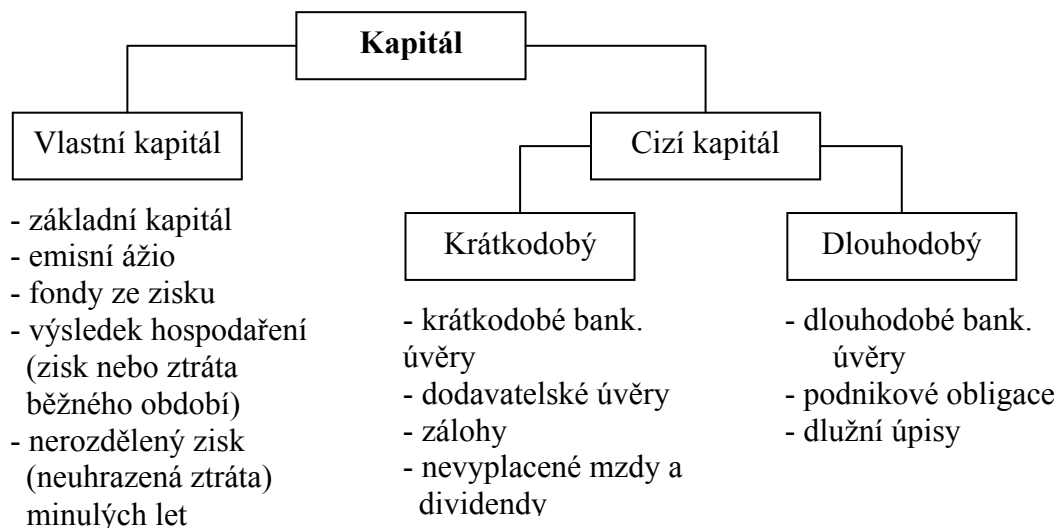 Kapitál
Vlastní kapitál
Cizí kapitál
- základní kapitál
- emisní ážio
- fondy ze zisku
- výsledek hospodaření
(zisk nebo ztráta
běžného období)
- nerozdělený zisk
(neuhrazená ztráta)
minulých let
Krátkodobý
- krátkodobé bank.
úvěry
- dodavatelské úvěry
- zálohy
- nevyplacené mzdy a
dividendy
Dlouhodobý
- dlouhodobé bank.
úvěry
- podnikové obligace
- dlužní úpisy